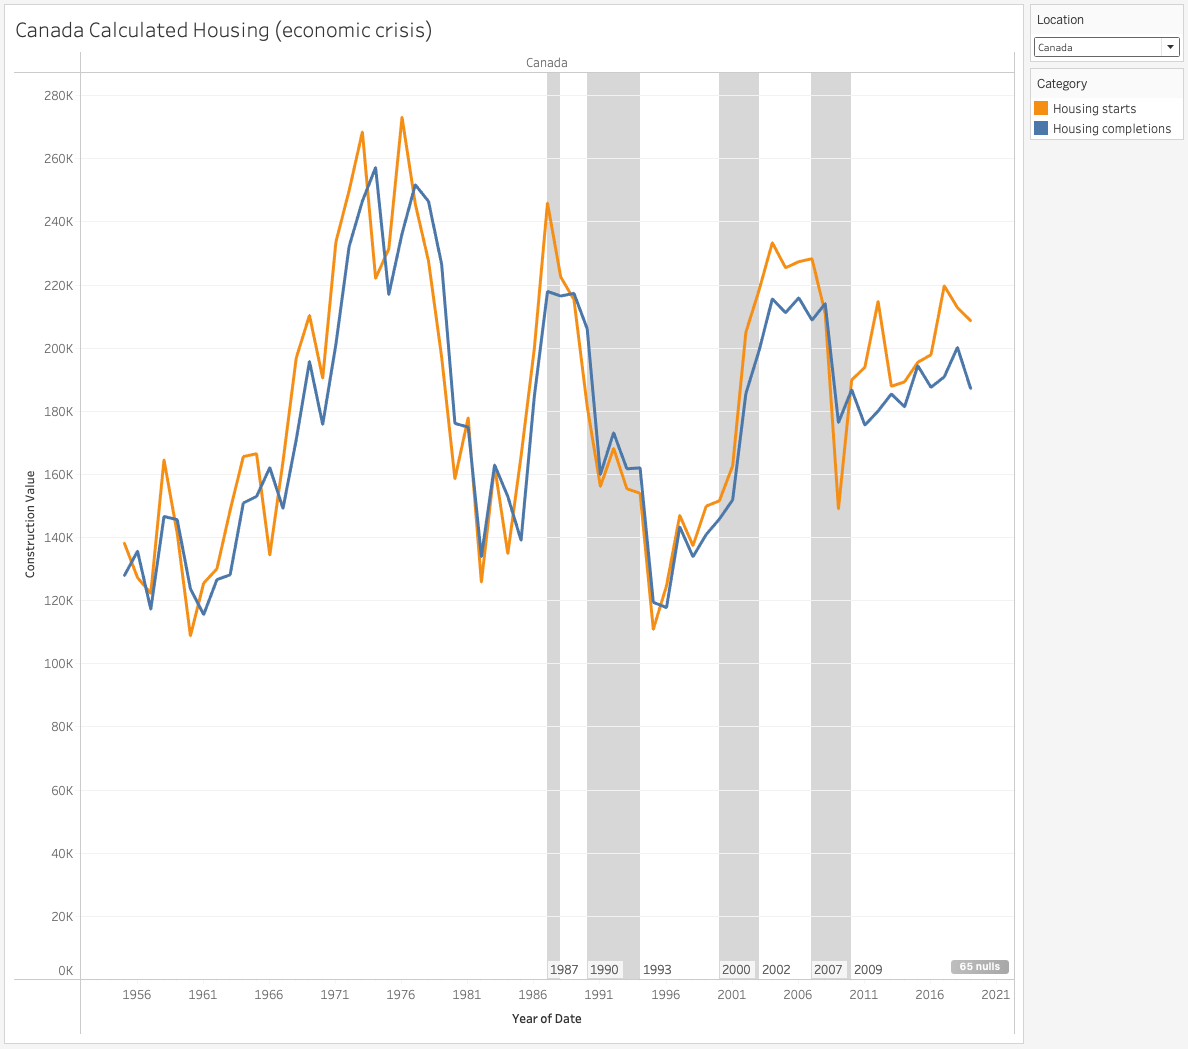 Canada Calculated Housing (economic crisis)
Canada
280K
260K
240K
220K
200K
180K
160K
140K
120K
100K
80K
60K
40K
20K
0K
Construction Value
1987 1990 1993 2000 2002 2007 2009
65 nulls
1956 1961 1966 1971 1976 1981 1986 1991 1996 2001 2006 2011 2016 2021
Year of Date
Location
Canada
Category
Housing starts
Housing completions